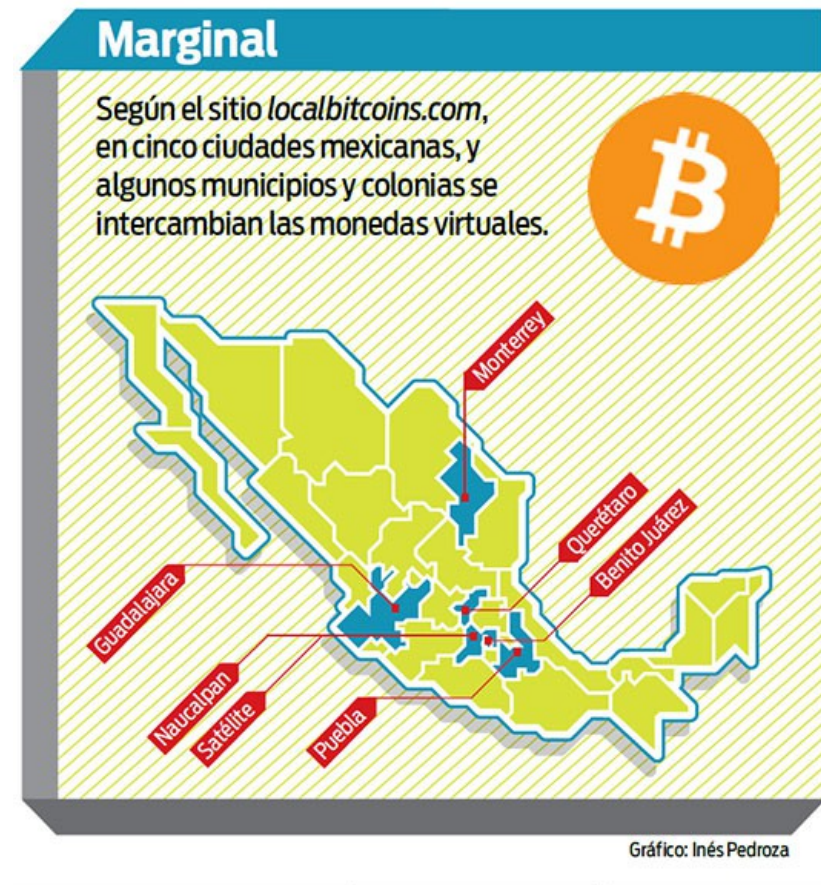 Marginal
Según el sitio localbitcoins.com,
en cinco ciudades mexicanas, y
algunos municipios y colonias se
intercambian las monedas virtuales.
Monterrey
Querétaro
Benito Juárez
Guadalajara
Naucalpan
Satélite
Puebla
Gráfico: Inés Pedroza